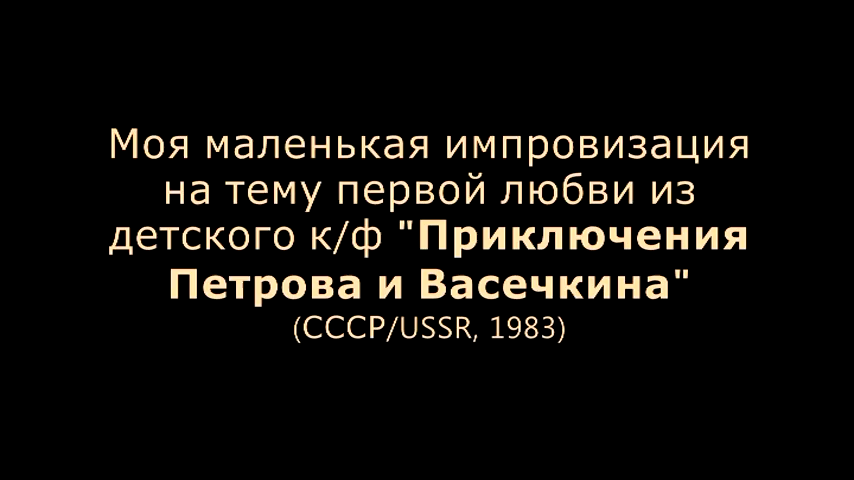 Моя маленькая импровизация
на тему первой любви из
детского к/ф "Приключения
Петрова и Васечкина"
(СССР/USSR, 1983)